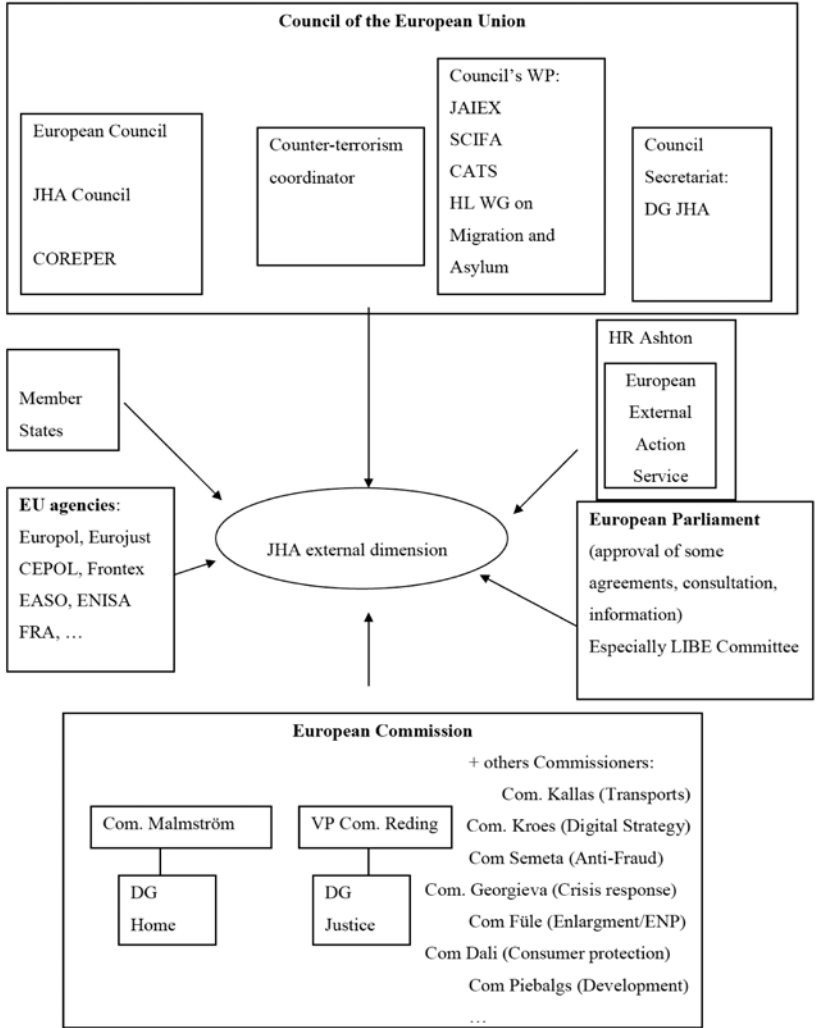 Council of the European Union
European Council
JHA Council
COREPER
Counter-terrorism
coordinator
Council's WP:
JAIEX
SCIFA
CATS
HL WG on
Migration and
Asylum
Council
Secretariat:
DG JHA
Member
States
HR Ashton
European
External
Action
Service
EU agencies:
Europol, Eurojust
CEPOL, Frontex
EASO, ENISA
FRA, …
JHA external dimension
European Parliament
(approval of some
agreements, consultation,
information)
Especially LIBE Committee
European Commission
Com. Malmström
DG
Home
VP Com. Reding
DG
Justice
+ others Commissioners:
Com. Kallas (Transports)
Com. Kroes (Digital Strategy)
Com Semeta (Anti-Fraud)
Com. Georgieva (Crisis response)
Com Füle (Enlargment/ENP)
Com Dali (Consumer protection)
Com Piebalgs (Development)
…